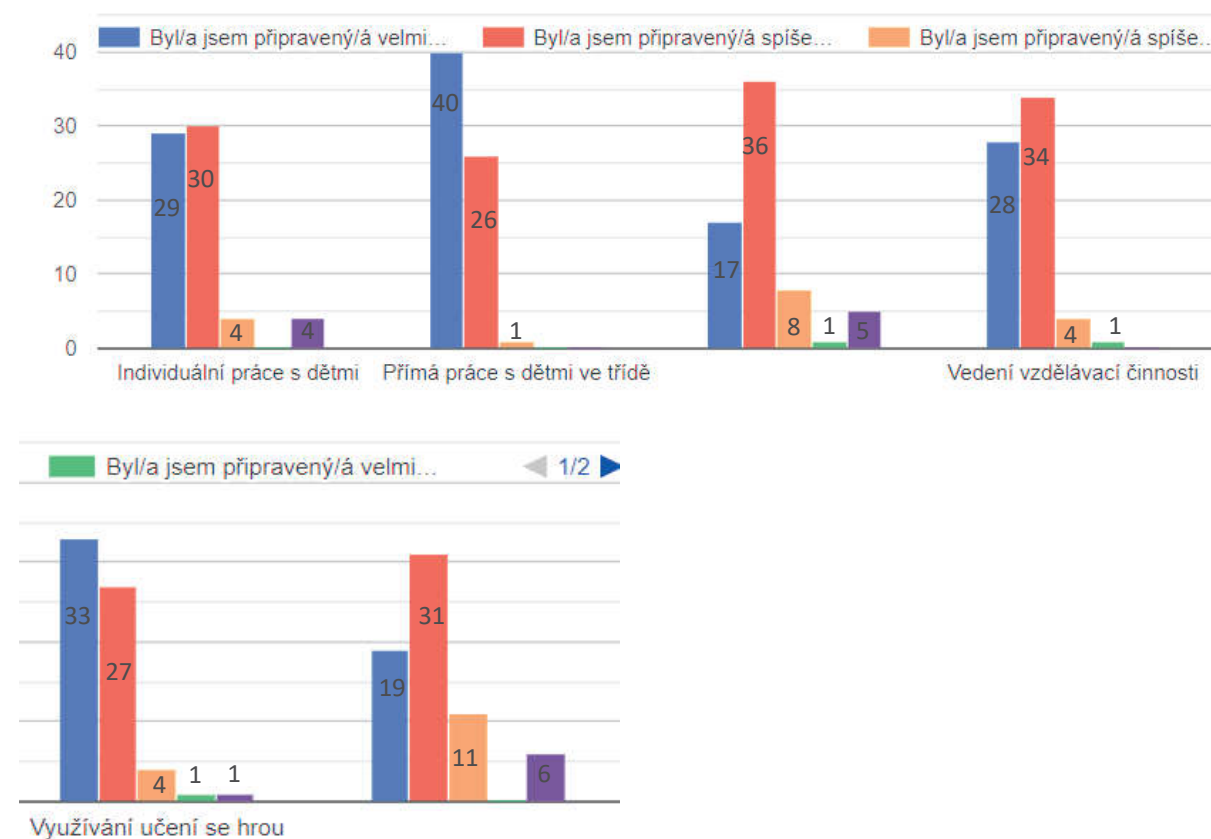 Byl/a jsem připravený/á velmi... Byl/a jsem připravený/á spíše... Byl/a jsem připravený/á spíše...
40
30
20
10
0
29 30 4 4
40 26 1
17 36 8 1 5
28 34 4 1
Individuální práce s dětmi Přímá práce s dětmi ve třídě Vedení vzdělávací činnosti
Byl/a jsem připravený/á velmi... 1/2
33 27 4 1 1
19 31 11 6
Využívání učení se hrou